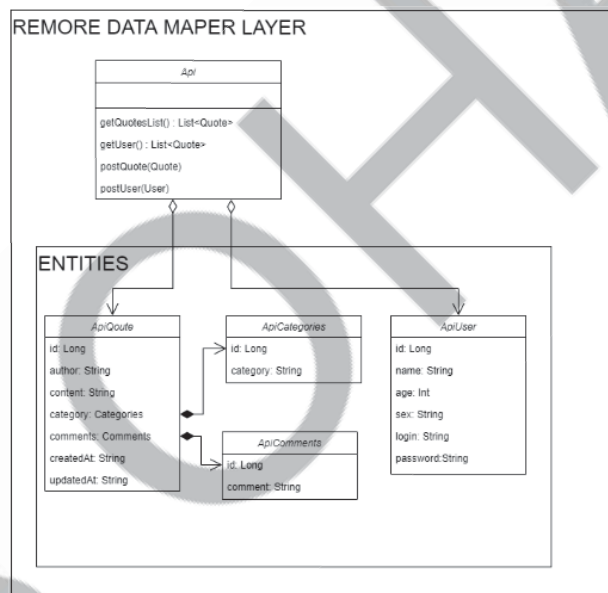 REMORE DATA MAPER LAYER
Api
getQuotesList() : List<Quote>
getUser() : List<Quote>
postQuote(Quote)
postUser(User)
ENTITIES
ApiQoute
id: Long
author: String
content: String
category: Categories
comments: Comments
createdAt: String
updatedAt: String
ApiCategories
id: Long
category: String
ApiComments
id: Long
comment: String
ApiUser
id: Long
name: String
age: Int
sex: String
login: String
password:String